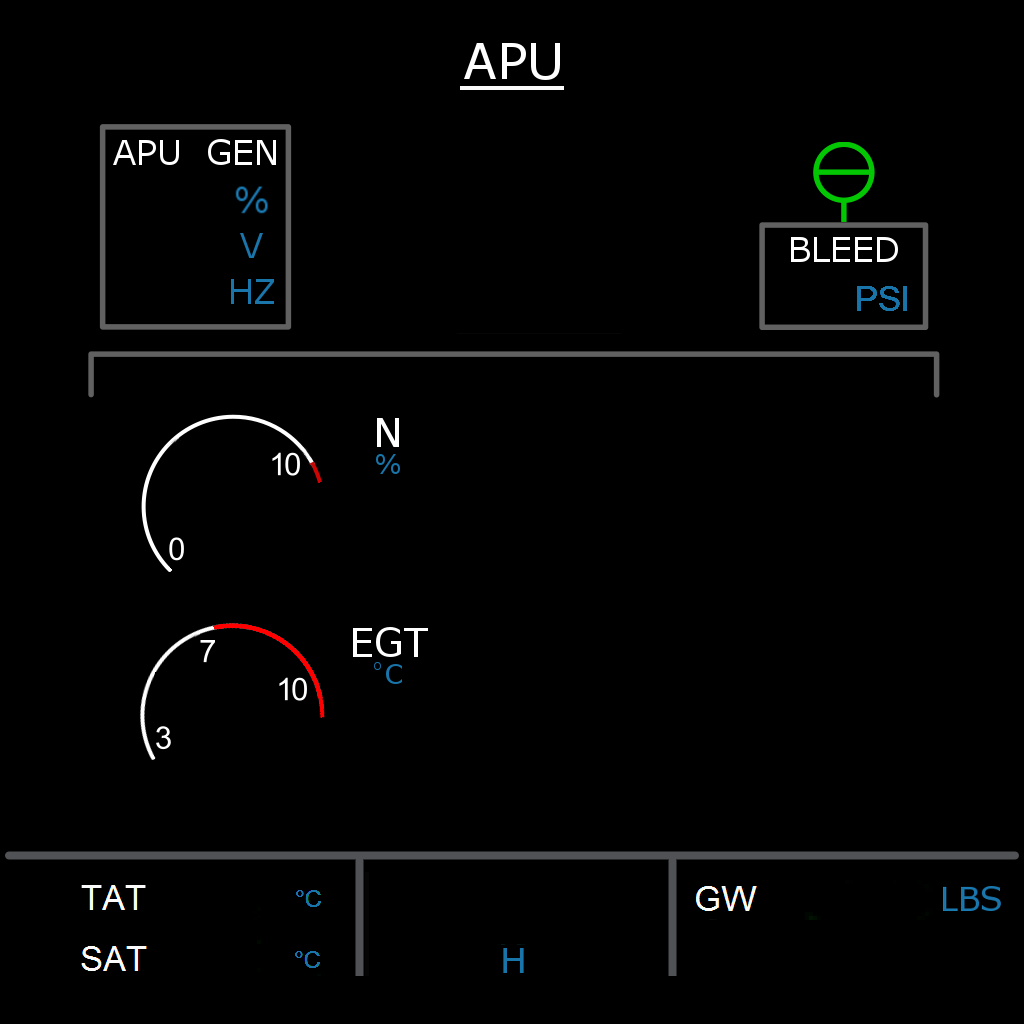 APU
APU GEN
%
V
HZ
BLEED
PSI
10
0
N
%
7
10
3
EGT
°C
TAT °C
SAT °C
H
GW LBS